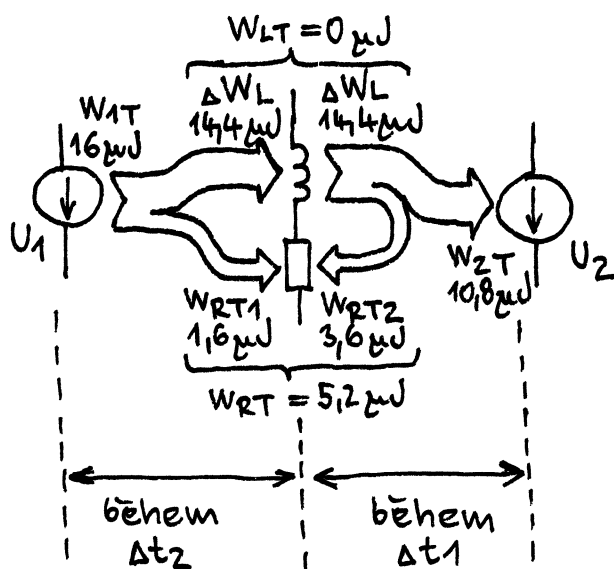 WLT = 0 μJ
ΔWL ΔWL
14,4 μJ 14,4 μJ
W1T
16 μJ
U1
U2
W2T
10,8 μJ
WRT1 WRT2
1,6 μJ 3,6 μJ
WRT = 5,2 μJ
během během
Δt2 Δt1